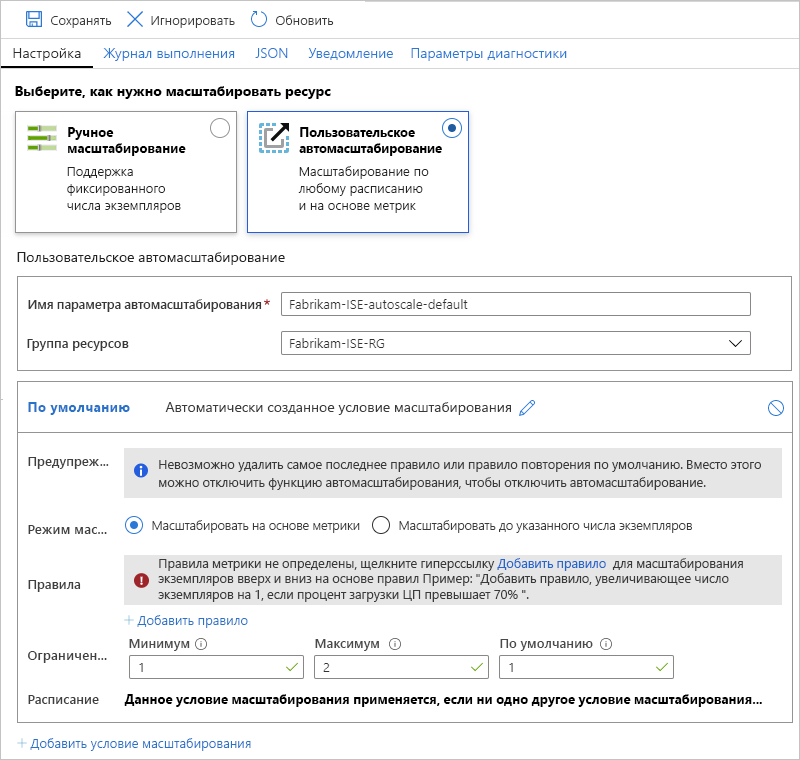 Сохранять Игнорировать Обновить
Настройка Журнал выполнения JSON Уведомление Параметры диагностики
Выберите, как нужно масштабировать ресурс
Ручное
масштабирование
Поддержка
фиксированного
числа экземпляров
Пользовательское
автомасштабирование
Масштабирование по
любому расписанию
и на основе метрик
Пользовательское автомасштабирование
Имя параметра автомасштабирования* Fabrikam-ISE-autoscale-default
Группа ресурсов Fabrikam-ISE-RG
По умолчанию Автоматически созданное условие масштабирования
Предупреж...
Невозможно удалить самое последнее правило или правило повторения по умолчанию. Вместо этого
можно отключить функцию автомасштабирования, чтобы отключить автомасштабирование.
Режим мас... Масштабировать на основе метрики Масштабировать до указанного числа экземпляров
Правила
Правила метрики не определены, щелкните гиперссылку Добавить правило для масштабирования
экземпляров вверх и вниз на основе правил Пример: "Добавить правило, увеличивающее число
экземпляров на 1, если процент загрузки ЦП превышает 70% ".
+ Добавить правило
Ограничен...
Минимум Максимум По умолчанию
1 2 1
Расписание Данное условие масштабирования применяется, если ни одно другое условие масштабирования...
+ Добавить условие масштабирования